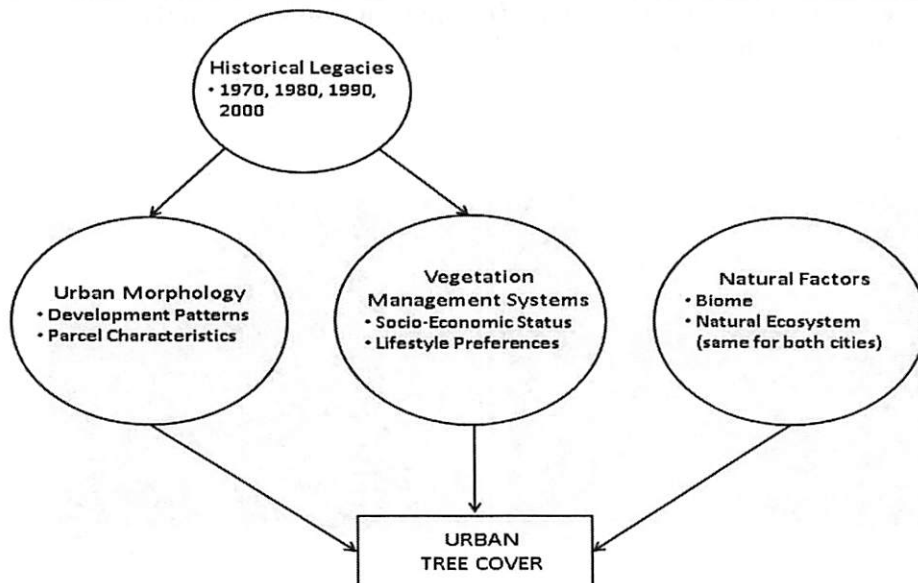 Historical Legacies
• 1970, 1980, 1990,
2000
Urban Morphology
• Development Patterns
• Parcel Characteristics
Vegetation
Management Systems
• Socio-Economic Status
• Lifestyle Preferences
Natural Factors
• Biome
• Natural Ecosystem
(same for both cities)
URBAN
TREE COVER